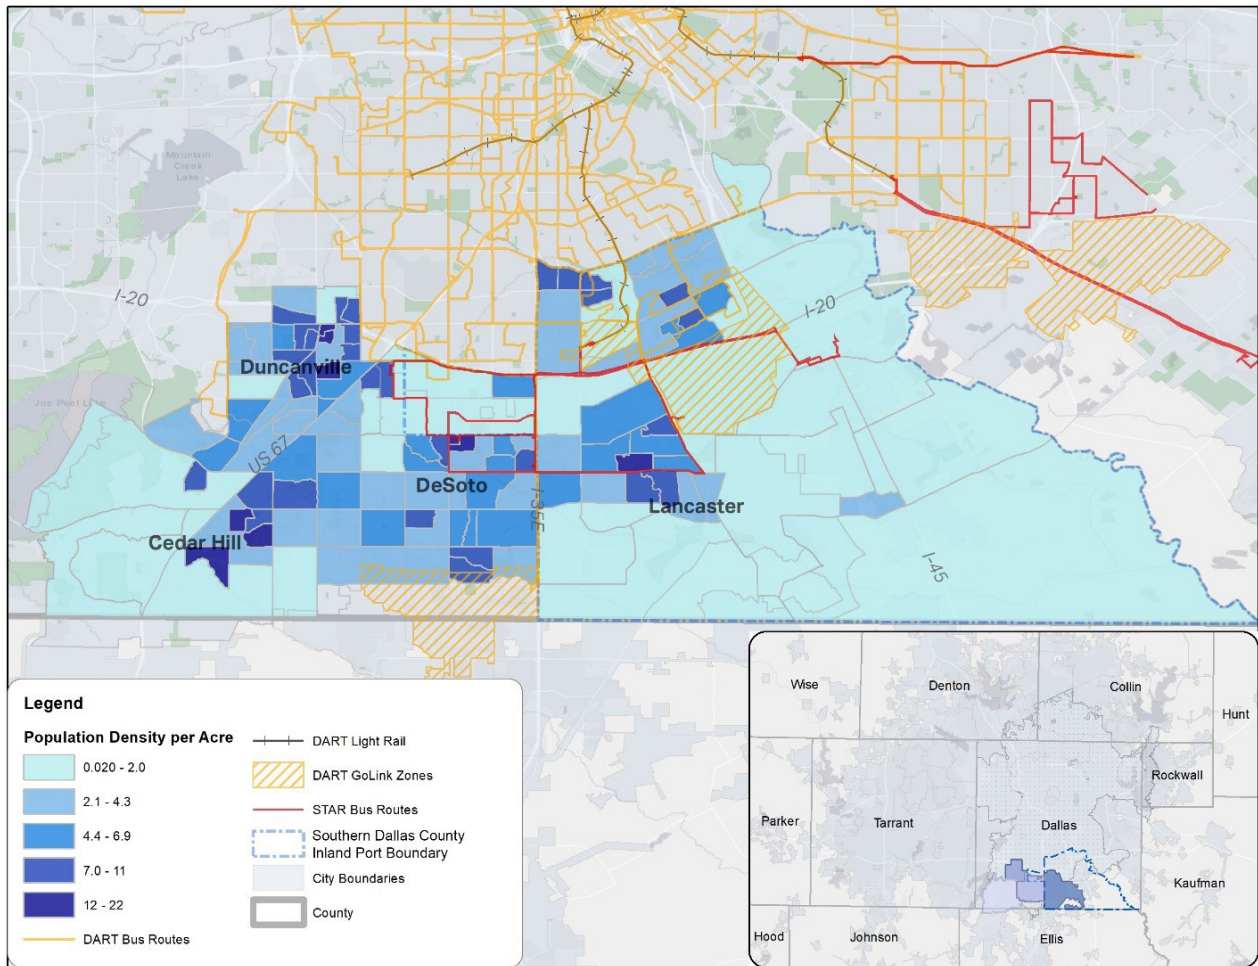 Mountain
Creek
Lake
I-20
I-20
Duncanville
Joe Pool Lake
US 67
DeSoto
I-35E
Lancaster
Cedar Hill
I-45
Legend
Population Density per Acre
0.020 - 2.0
2.1 - 4.3
4.4 - 6.9
7.0 - 11
12 - 22
DART Bus Routes
DART Light Rail
DART GoLink Zones
STAR Bus Routes
Southern Dallas County
Inland Port Boundary
City Boundaries
County
Wise
Denton
Collin
Hunt
Rockwall
Parker
Tarrant
Dallas
Kaufman
Hood
Johnson
Ellis